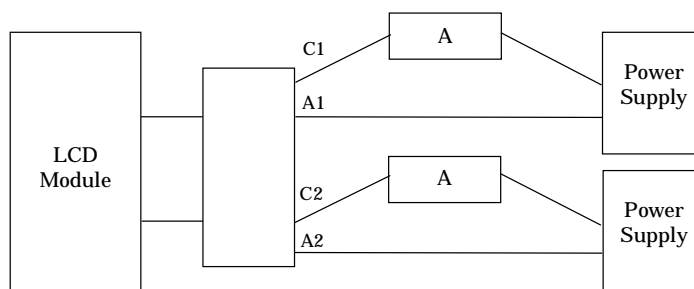 C1
A
A1
Power
Supply
LCD
Module
C2
A
A2
Power
Supply